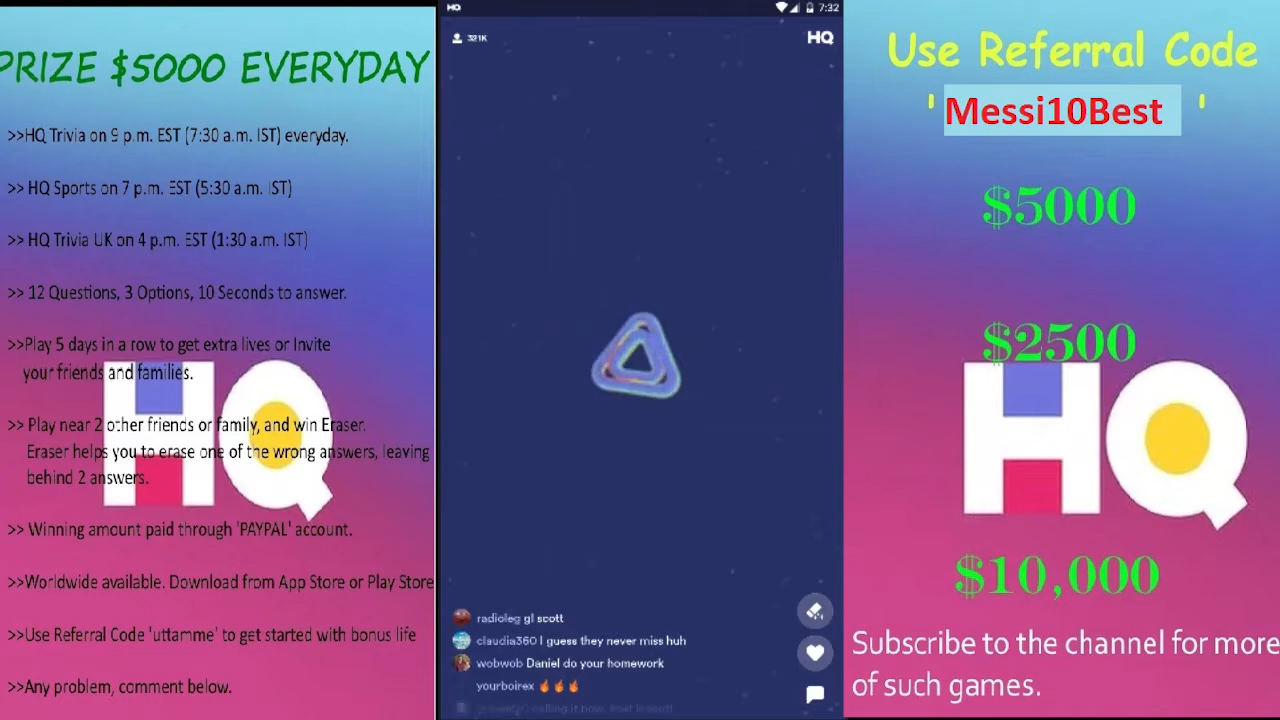 PRIZE $5000 EVERYDAY
>>HQ Trivia on 9 p.m. EST (7:30 a.m. IST) everyday.
>> HQ Sports on 7 p.m. EST (5:30 a.m. IST)
>> HQ Trivia UK on 4 p.m. EST (1:30 a.m. IST)
>> 12 Questions, 3 Options, 10 Seconds to answer.
>>Play 5 days in a row to get extra lives or Invite
your friends and families.
>> Play near 2 other friends or family, and win Eraser.
Eraser helps you to erase one of the wrong answers, leaving
behind 2 answers.
>> Winning amount paid through 'PAYPAL' account.
>>Worldwide available. Download from App Store or Play Store
>>Use Referral Code 'uttamme' to get started with bonus life
>>Any problem, comment below.
HQ
HQ
7:32
321K
HQ
radioleg gl scott
claudia360 I guess they never miss huh
wobwob Daniel do your homework
yourboirex 🔥🔥🔥
calling it now,
Use Referral Code
' Messi10Best '
$5000
$2500
HQ
$10,000
Subscribe to the channel for more
of such games.